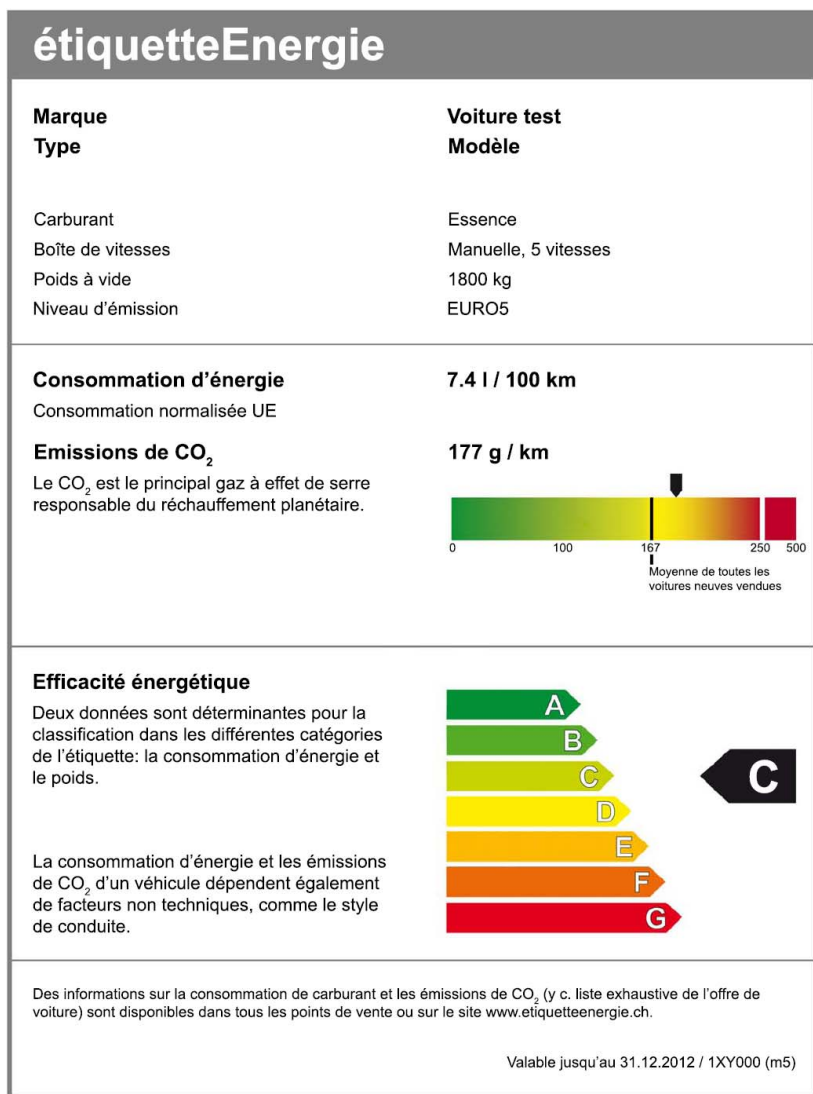 étiquetteEnergie
Marque Voiture test
Type Modèle
Carburant Essence
Boîte de vitesses Manuelle, 5 vitesses
Poids à vide 1800 kg
Niveau d’émission EURO5
Consommation d’énergie 7.4 l / 100 km
Consommation normalisée UE
Emissions de CO₂ 177 g / km
Le CO₂ est le principal gaz à effet de serre
responsable du réchauffement planétaire.
0 100 167 250 500
Moyenne de toutes les
voitures neuves vendues
Efficacité énergétique
Deux données sont déterminantes pour la
classification dans les différentes catégories
de l’étiquette: la consommation d’énergie et
le poids.
La consommation d’énergie et les émissions
de CO₂ d’un véhicule dépendent également
de facteurs non techniques, comme le style
de conduite.
A
B
C
D
E
F
G
C
Des informations sur la consommation de carburant et les émissions de CO₂ (y c. liste exhaustive de l’offre de
voiture) sont disponibles dans tous les points de vente ou sur le site www.etiquetteenergie.ch.
Valable jusqu’au 31.12.2012 / 1XY000 (m5)